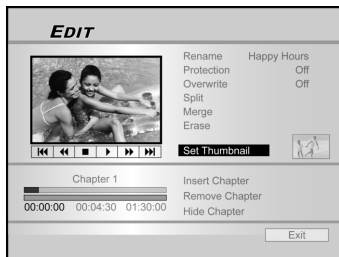 EDIT
Rename Happy Hours
Protection Off
Overwrite Off
Split
Merge
Erase
Set Thumbnail
Chapter 1
00:00:00 00:04:30 01:30:00
Insert Chapter
Remove Chapter
Hide Chapter
Exit